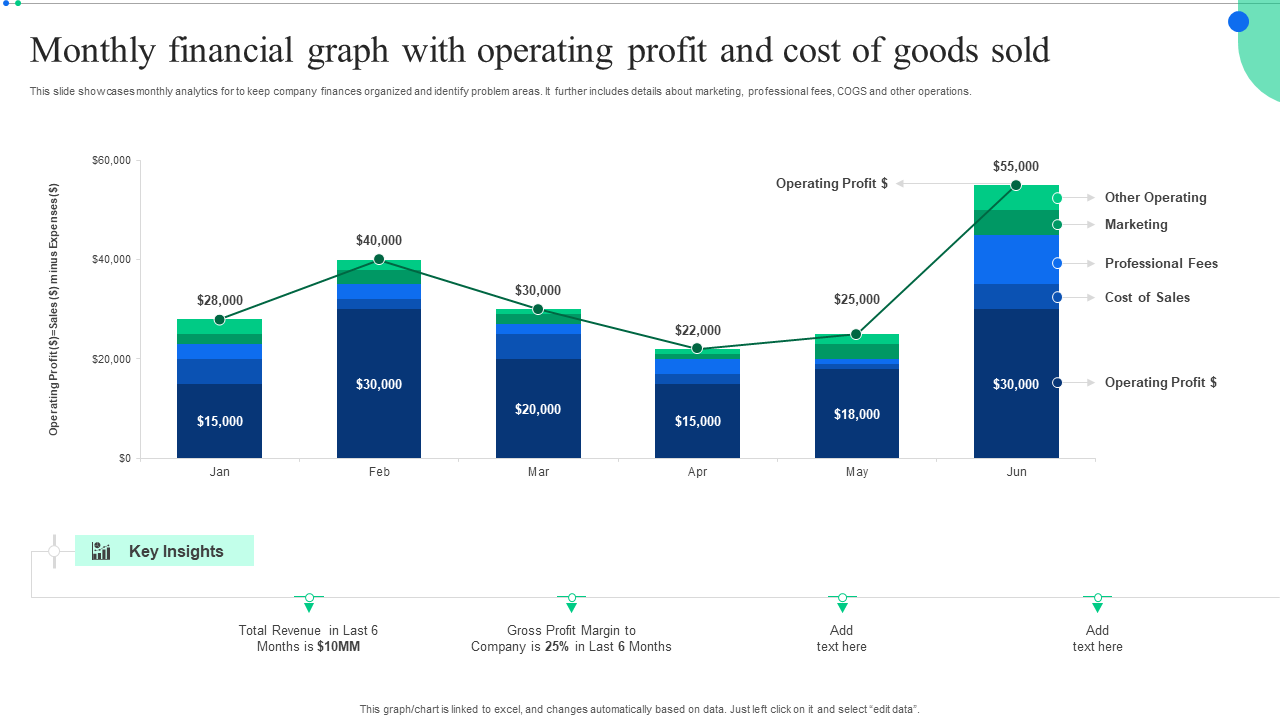 Monthly financial graph with operating profit and cost of goods sold
This slide showcases monthly analytics for to keep company finances organized and identify problem areas. It further includes details about marketing, professional fees, COGS and other operations.
Operating Profit($)=Sales ($) minus Expenses($)
$60,000
$40,000
$20,000
$0
$28,000
$40,000
$30,000
$22,000
$25,000
$55,000
$15,000
$30,000
$20,000
$15,000
$18,000
$30,000
Jan
Feb
Mar
Apr
May
Jun
Operating Profit $
Other Operating
Marketing
Professional Fees
Cost of Sales
Operating Profit $
Key Insights
Total Revenue in Last 6
Months is $10MM
Gross Profit Margin to
Company is 25% in Last 6 Months
Add
text here
Add
text here
This graph/chart is linked to excel, and changes automatically based on data. Just left click on it and select “edit data”.